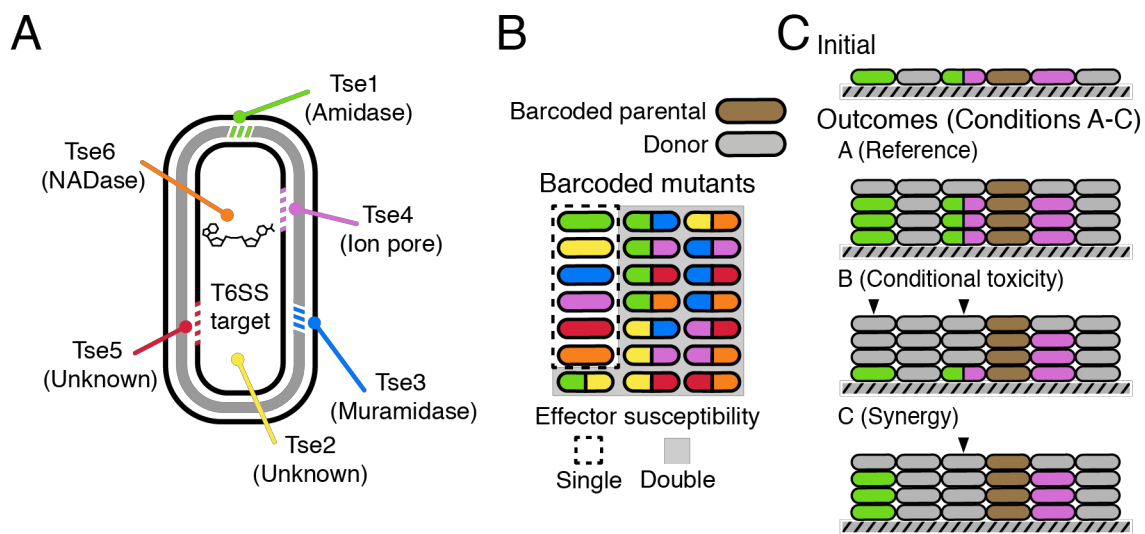 A
Tse1
(Amidase)
Tse6
(NADase)
Tse4
(Ion pore)
T6SS
target
Tse5
(Unknown)
Tse3
(Muramidase)
Tse2
(Unknown)
B
Barcoded parental
Donor
Barcoded mutants
Effector susceptibility
Single
Double
C
Initial
Outcomes (Conditions A-C)
A (Reference)
B (Conditional toxicity)
C (Synergy)